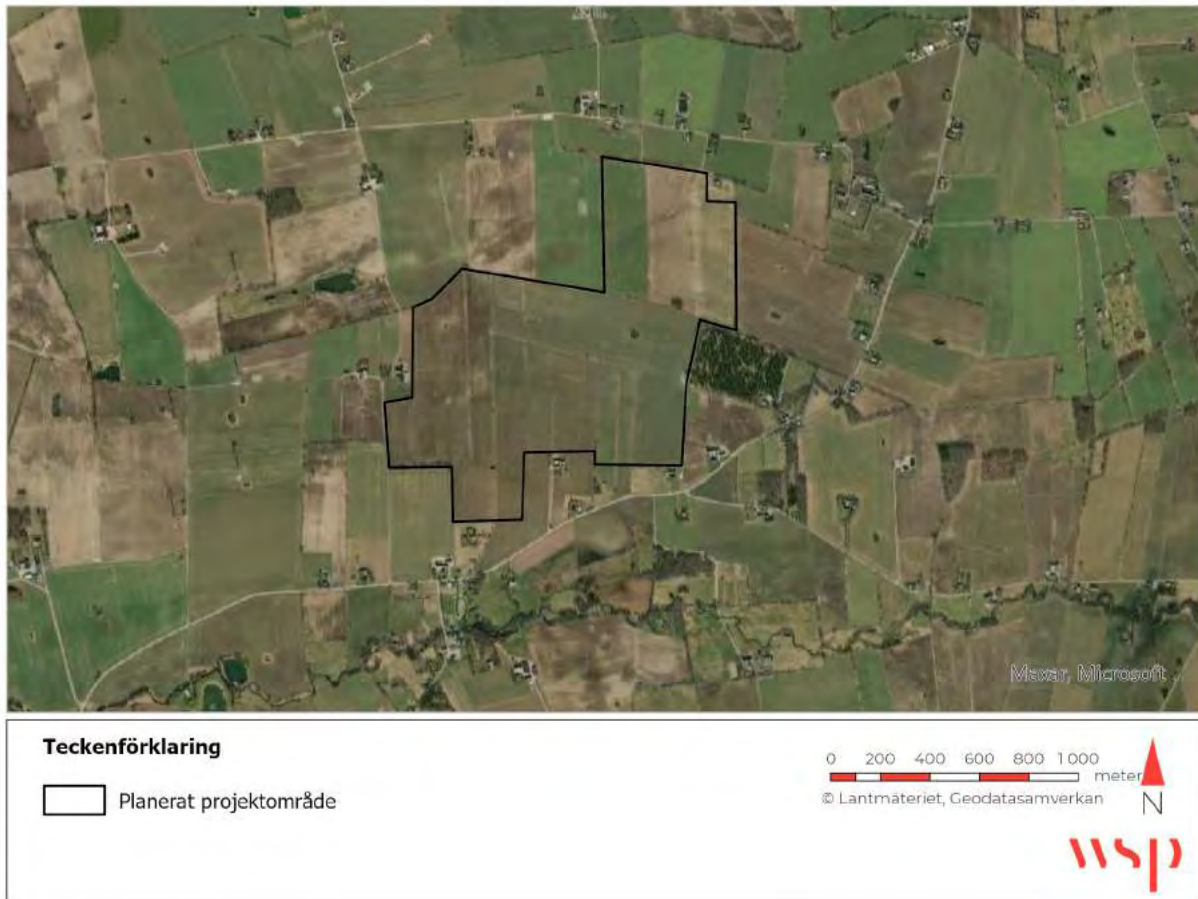 Maxar, Microsoft
Teckenförklaring
Planerat projektområde
0 200 400 600 800 1 000
meter
© Lantmäteriet, Geodatasamverkan
N
wsp